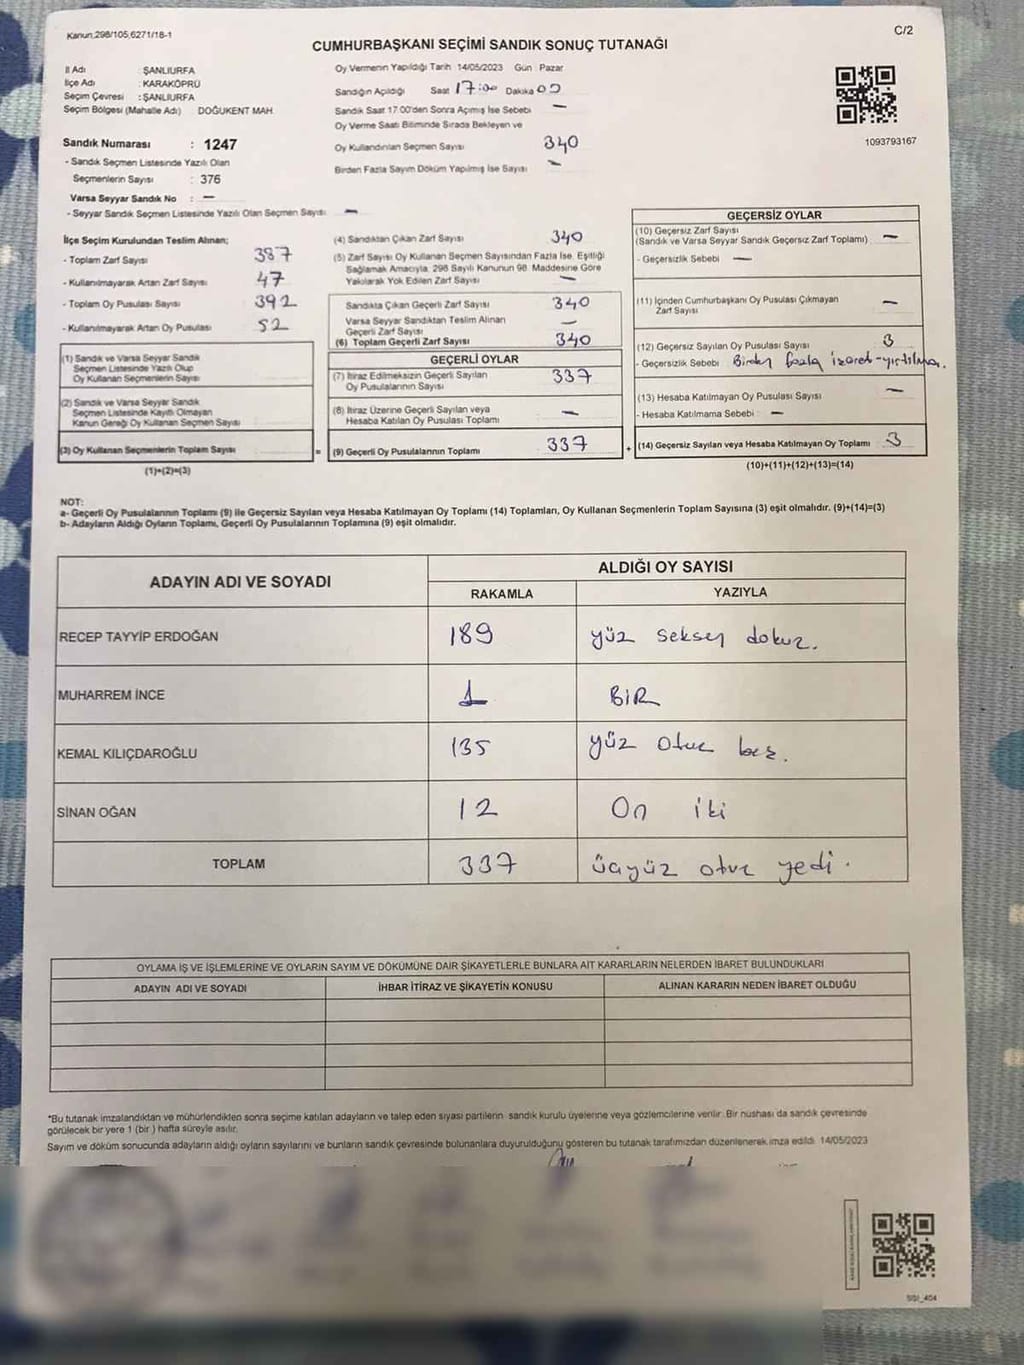 Kanun:298/105,6271/18-1
C/2
CUMHURBAŞKANI SEÇİMİ SANDIK SONUÇ TUTANAĞI
İl Adı : ŞANLIURFA
İlçe Adı : KARAKÖPRÜ
Seçim Çevresi : ŞANLIURFA
Seçim Bölgesi (Mahalle Adı) DOĞUKENT MAH.
Sandık Numarası : 1247
- Sandık Seçmen Listesinde Yazılı Olan
Seçmenlerin Sayısı : 376
Varsa Seyyar Sandık No : —
- Seyyar Sandık Seçmen Listesinde Yazılı Olan Seçmen Sayısı : —
Oy Vermenin Yapıldığı Tarih 14/05/2023 Gün : Pazar
Sandığın Açıldığı Saat 17:00 Dakika 00
Sandık Saat 17.00'den Sonra Açımış İse Sebebi —
Oy Verme Saati Bitiminde Sırada Bekleyen ve
Oy Kullandırılan Seçmen Sayısı 340
Birden Fazla Sayım Döküm Yapılmış İse Sayısı —
1093793167
İlçe Seçim Kurulundan Teslim Alınan;
- Toplam Zarf Sayısı 387
- Kullanılmayarak Artan Zarf Sayısı 47
- Toplam Oy Pusulası Sayısı 392
- Kullanılmayarak Artan Oy Pusulası 52
(1) Sandık ve Varsa Seyyar Sandık
Seçmen Listesinde Yazılı Olup
Oy Kullanan Seçmenlerin Sayısı
(2) Sandık ve Varsa Seyyar Sandık
Seçmen Listesinde Kayıtlı Olmayan
Kanun Gereği Oy Kullanan Seçmen Sayısı
(3) Oy Kullanan Seçmenlerin Toplam Sayısı
(1)+(2)=(3)
(4) Sandıktan Çıkan Zarf Sayısı 340
(5) Zarf Sayısı Oy Kullanan Seçmen Sayısından Fazla İse, Eşitliği
Sağlamak Amacıyla, 298 Sayılı Kanunun 98. Maddesine Göre
Yakılarak Yok Edilen Zarf Sayısı —
Sandıkta Çıkan Geçerli Zarf Sayısı 340
Varsa Seyyar Sandıktan Teslim Alınan
Geçerli Zarf Sayısı —
(6) Toplam Geçerli Zarf Sayısı 340
GEÇERLİ OYLAR
(7) İtiraz Edilmeksizin Geçerli Sayılan
Oy Pusulalarının Sayısı 337
(8) İtiraz Üzerine Geçerli Sayılan veya
Hesaba Katılan Oy Pusulası Toplamı —
= (9) Geçerli Oy Pusulalarının Toplamı 337 +
GEÇERSİZ OYLAR
(10) Geçersiz Zarf Sayısı
(Sandık ve Varsa Seyyar Sandık Geçersiz Zarf Toplamı) —
- Geçersizlik Sebebi —
(11) İçinden Cumhurbaşkanı Oy Pusulası Çıkmayan
Zarf Sayısı —
(12) Geçersiz Sayılan Oy Pusulası Sayısı 3
- Geçersizlik Sebebi Birden fazla işaret-yırtılma.
(13) Hesaba Katılmayan Oy Pusulası Sayısı —
- Hesaba Katılmama Sebebi : —
(14) Geçersiz Sayılan veya Hesaba Katılmayan Oy Toplamı 3
(10)+(11)+(12)+(13)=(14)
NOT:
a- Geçerli Oy Pusulalarının Toplamı (9) ile Geçersiz Sayılan veya Hesaba Katılmayan Oy Toplamı (14) Toplamları, Oy Kullanan Seçmenlerin Toplam Sayısına (3) eşit olmalıdır. (9)+(14)=(3)
b- Adayların Aldığı Oyların Toplamı, Geçerli Oy Pusulalarının Toplamına (9) eşit olmalıdır.
ADAYIN ADI VE SOYADI ALDIĞI OY SAYISI
RAKAMLA YAZIYLA
RECEP TAYYİP ERDOĞAN 189 yüz seksen dokuz.
MUHARREM İNCE 1 BİR
KEMAL KILIÇDAROĞLU 135 yüz otuz beş.
SİNAN OĞAN 12 On iki
TOPLAM 337 üçyüz otuz yedi.
OYLAMA İŞ VE İŞLEMLERİNE VE OYLARIN SAYIM VE DÖKÜMÜNE DAİR ŞİKAYETLERLE BUNLARA AİT KARARLARIN NELERDEN İBARET BULUNDUKLARI
ADAYIN ADI VE SOYADI İHBAR İTİRAZ VE ŞİKAYETİN KONUSU ALINAN KARARIN NEDEN İBARET OLDUĞU
*Bu tutanak imzalandıktan ve mühürlendikten sonra seçime katılan adayların ve talep eden siyasi partilerin sandık kurulu üyelerine veya gözlemcilerine verilir. Bir nüshası da sandık çevresinde
görülecek bir yere 1 (bir) hafta süreyle asılır.
Sayım ve döküm sonucunda adayların aldığı oyların sayılarını ve bunların sandık çevresinde bulunanlara duyurulduğunu gösteren bu tutanak tarafımızdan düzenlenerek imza edildi. 14/05/2023